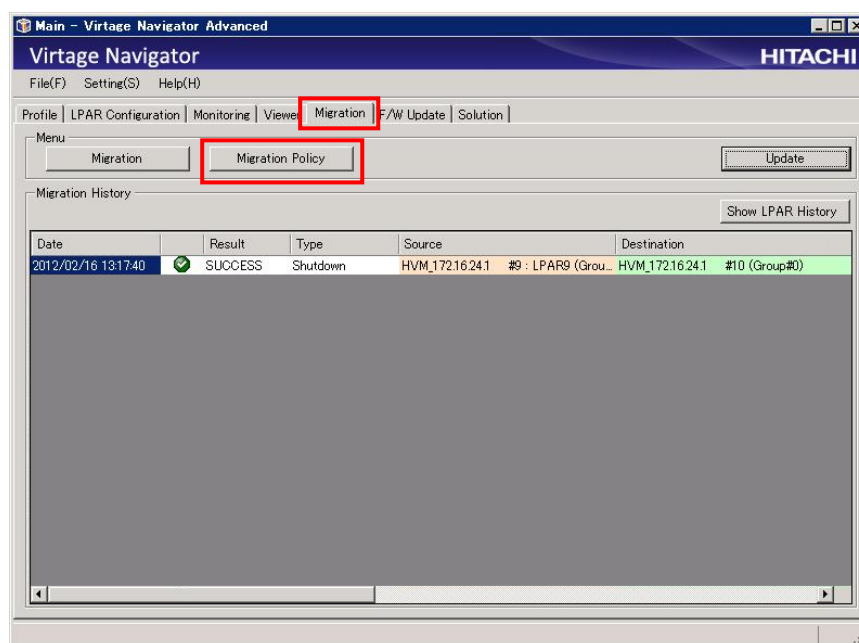 Main - Virtage Navigator Advanced
Virtage Navigator HITACHI
File(F) Setting(S) Help(H)
Profile LPAR Configuration Monitoring Viewer Migration F/W Update Solution
Menu
Migration Migration Policy Update
Migration History
Show LPAR History
Date Result Type Source Destination
2012/02/16 13:17:40 SUCCESS Shutdown HVM_172.16.24.1 #9 : LPAR9 (Grou... HVM_172.16.24.1 #10 (Group#0)